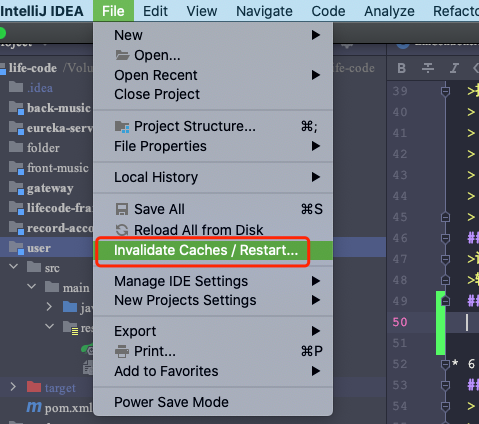 IntelliJ IDEA File Edit View Navigate Code Analyze Refacto
New
Open...
Open Recent
Close Project
Project Structure... ⌘;
File Properties
Local History
Save All ⌘S
Reload All from Disk
Invalidate Caches / Restart...
Manage IDE Settings
New Projects Settings
Export
Print... ⌘P
Add to Favorites
Power Save Mode
life-code /Volu
.idea
back-music
eureka-serv
folder
front-music
gateway
lifecode-fra
record-acco
user
src
main
jav
res
target
pom.xml
life-code
B I
39 >
40 >
41 >
42 >
43 >
44 >
45 >
46 ##
47 >
48 >
49 ##
50
51
52 * 6
53 ##
54 >
55 >